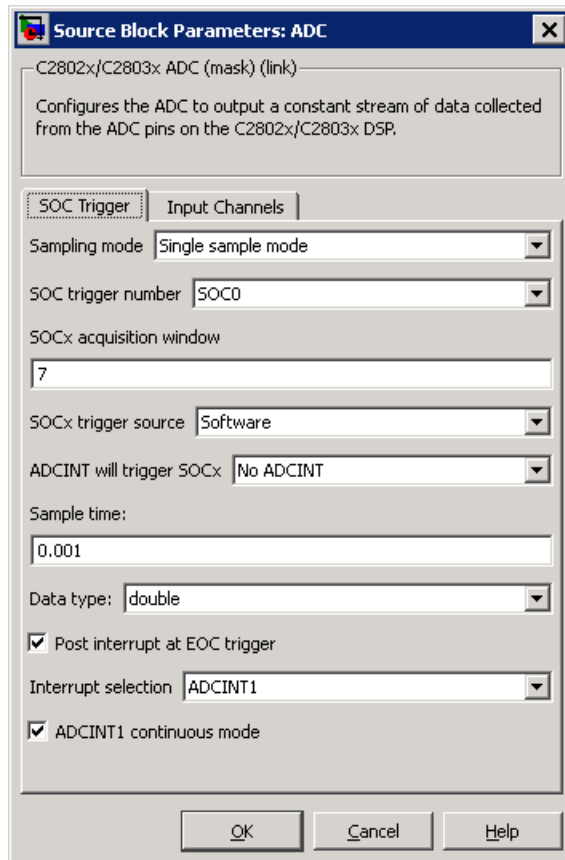 Source Block Parameters: ADC
C2802x/C2803x ADC (mask) (link)
Configures the ADC to output a constant stream of data collected
from the ADC pins on the C2802x/C2803x DSP.
SOC Trigger Input Channels
Sampling mode Single sample mode
SOC trigger number SOC0
SOCx acquisition window
7
SOCx trigger source Software
ADCINT will trigger SOCx No ADCINT
Sample time:
0.001
Data type: double
Post interrupt at EOC trigger
Interrupt selection ADCINT1
ADCINT1 continuous mode
OK Cancel Help